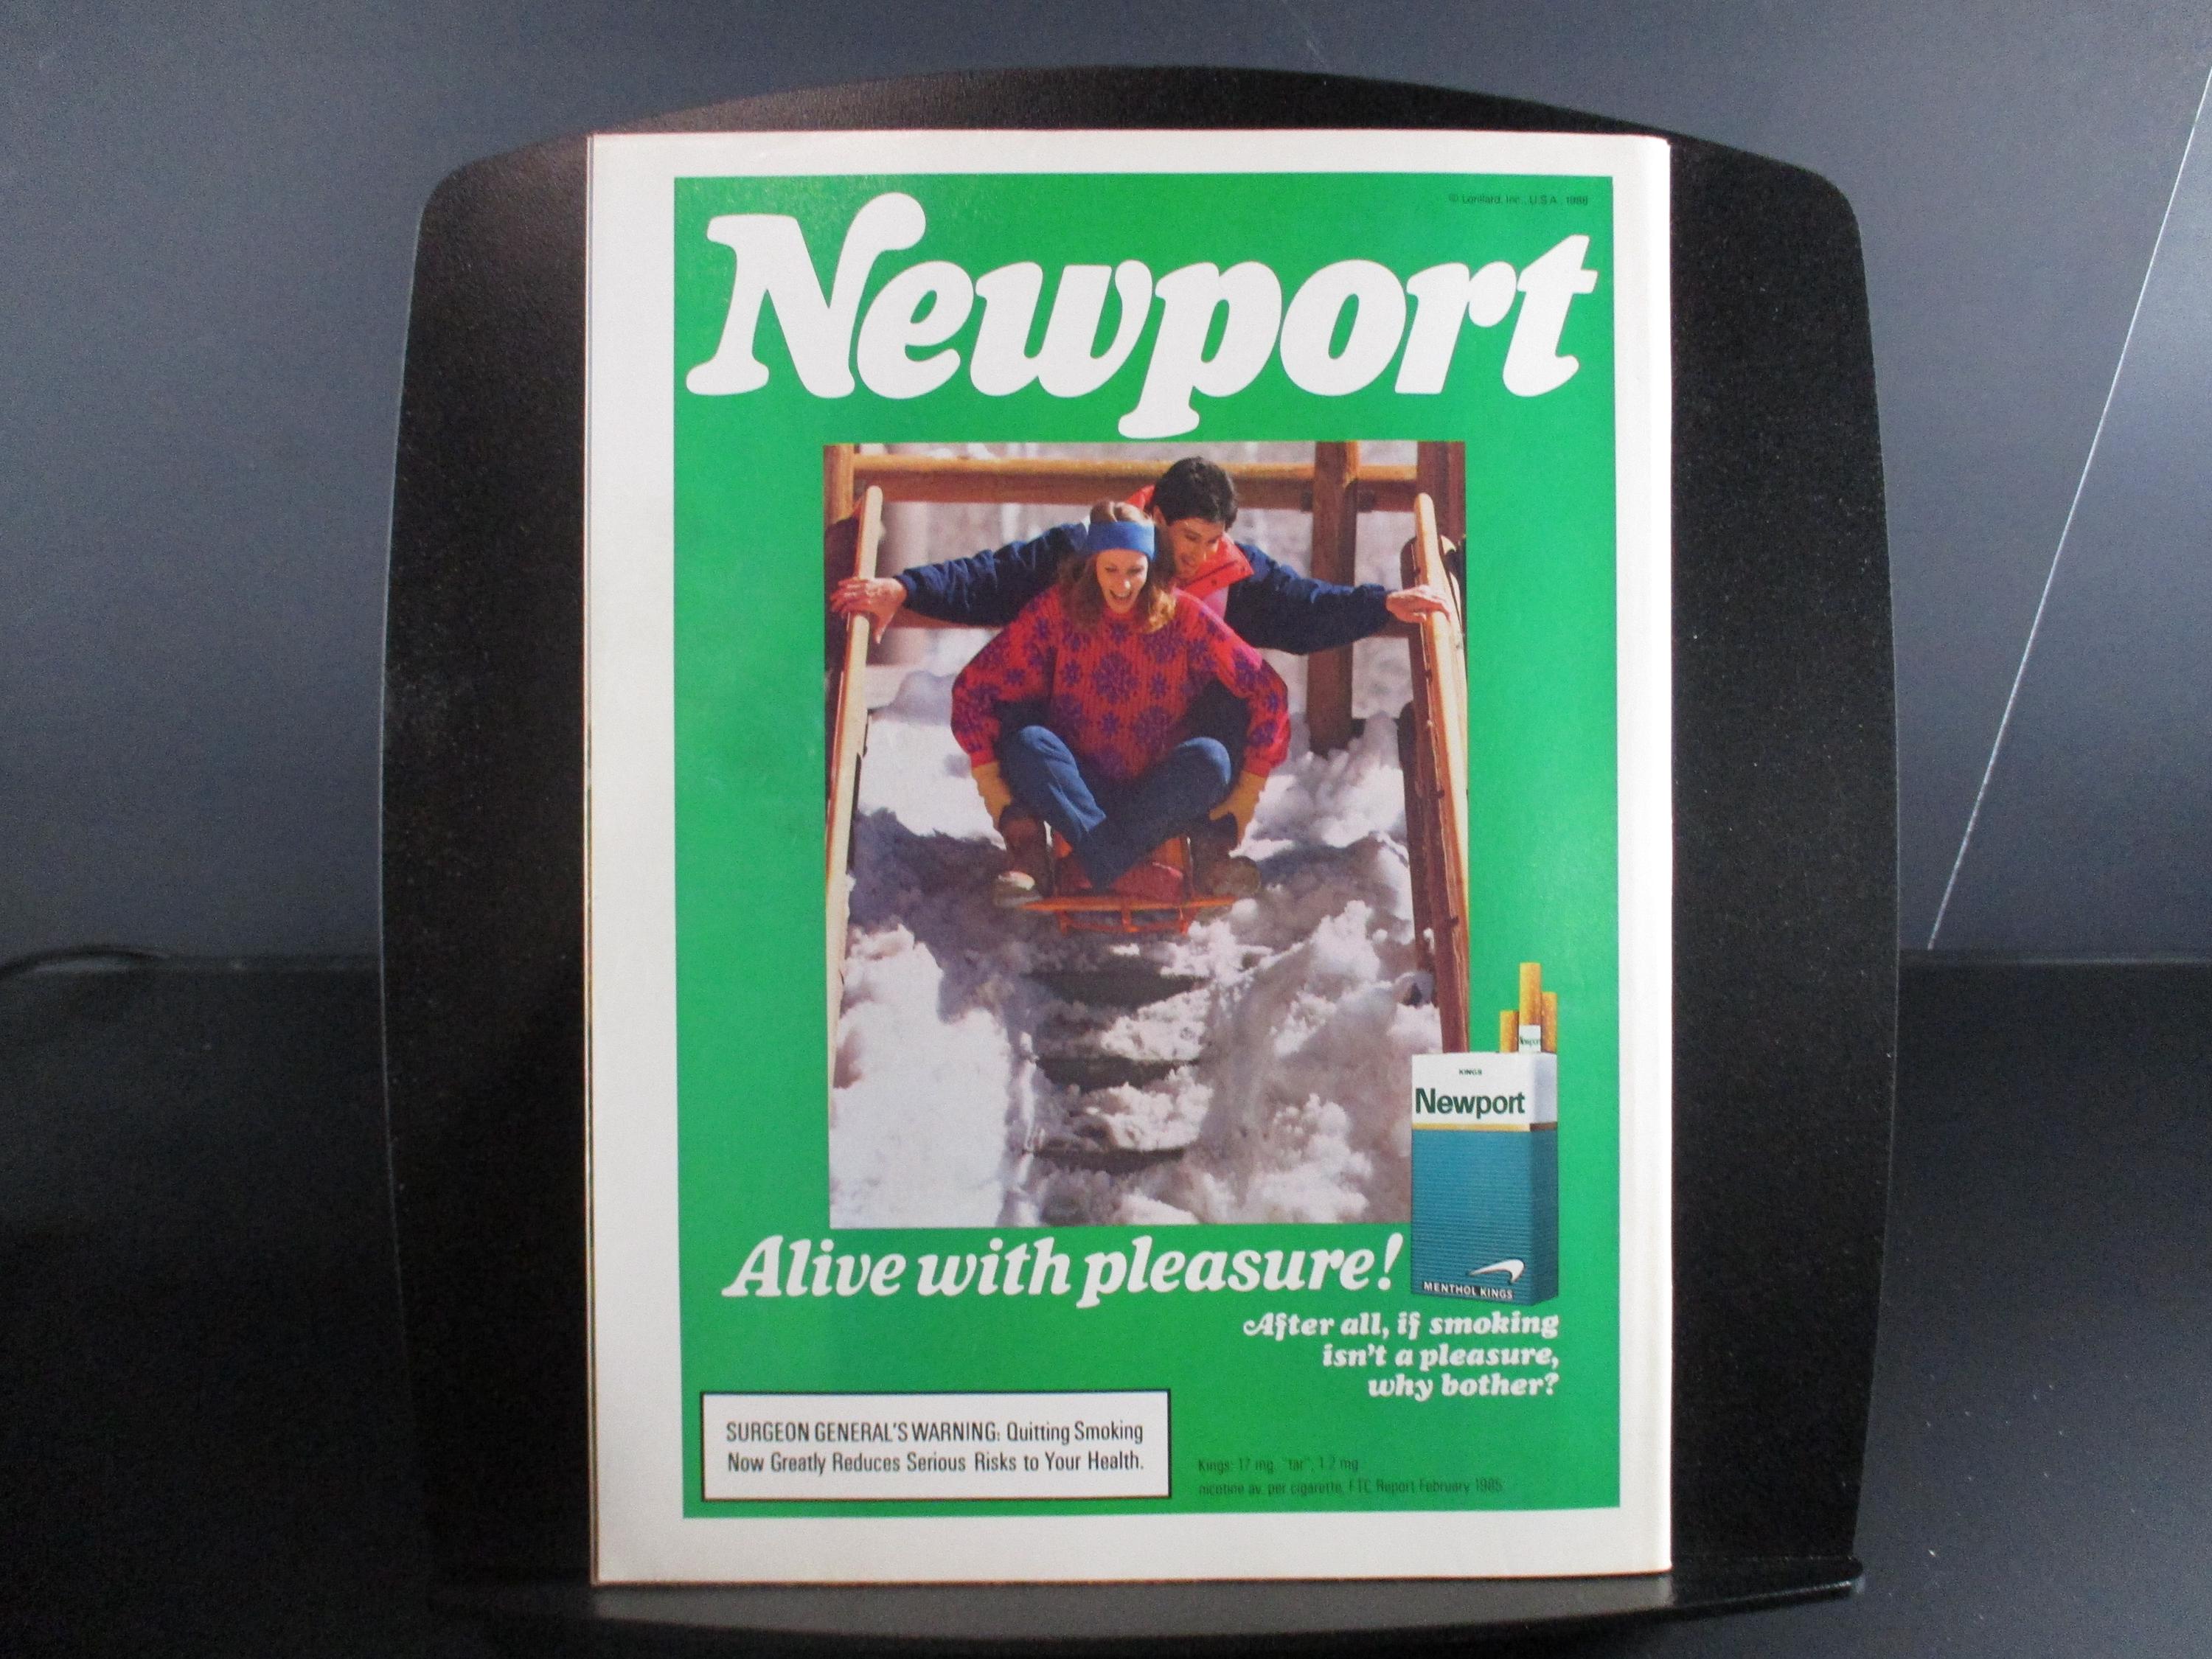 © Lorillard, Inc., U.S.A., 1986
Newport
Newport
KINGS
Newport
MENTHOL KINGS
Alive with pleasure!
After all, if smoking
isn't a pleasure,
why bother?
SURGEON GENERAL'S WARNING: Quitting Smoking
Now Greatly Reduces Serious Risks to Your Health.
Kings: 17 mg. "tar", 1.2 mg.
nicotine av. per cigarette, FTC Report February 1985.